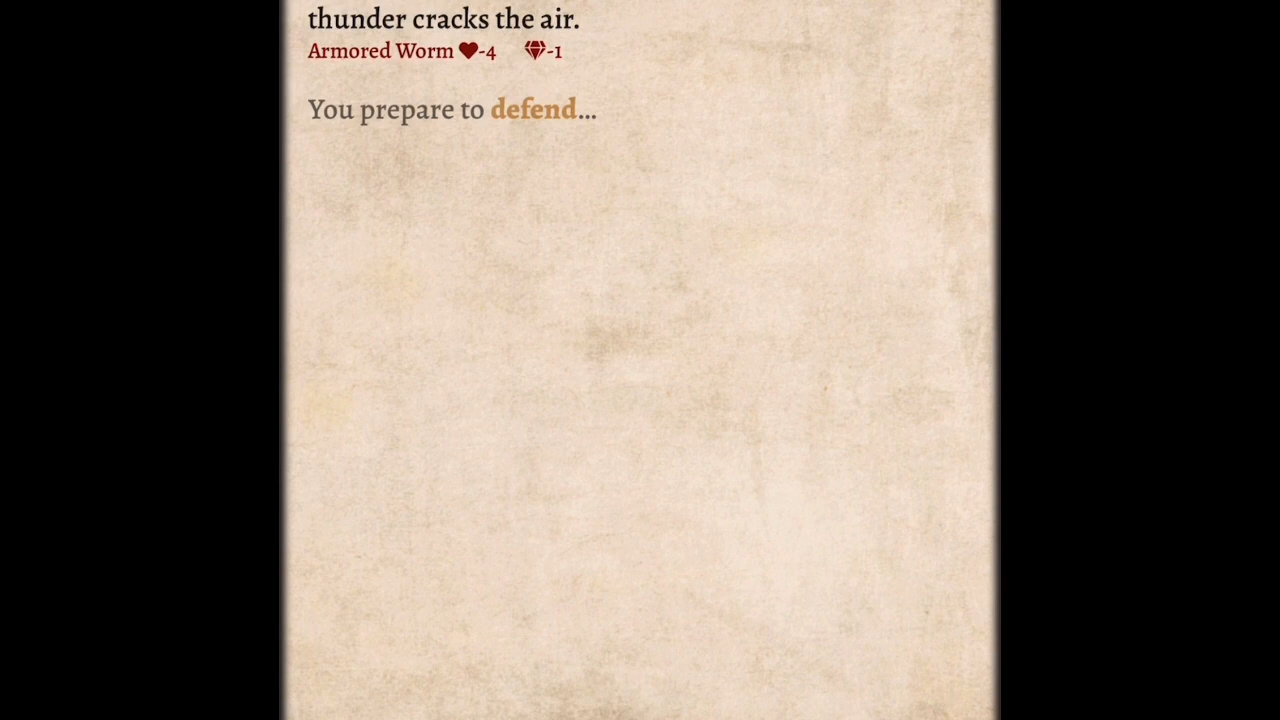 thunder cracks the air.
Armored Worm ♥-4 💎-1
You prepare to defend...